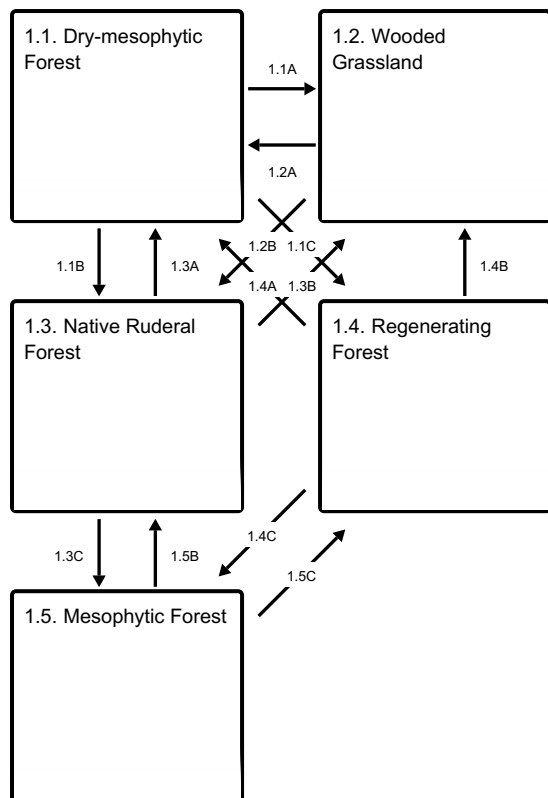 1.1. Dry-mesophytic
Forest
1.2. Wooded
Grassland
1.1A
1.2A
1.1B
1.3A
1.2B
1.1C
1.4A
1.3B
1.4B
1.3. Native Ruderal
Forest
1.4. Regenerating
Forest
1.3C
1.5B
1.4C
1.5C
1.5. Mesophytic Forest